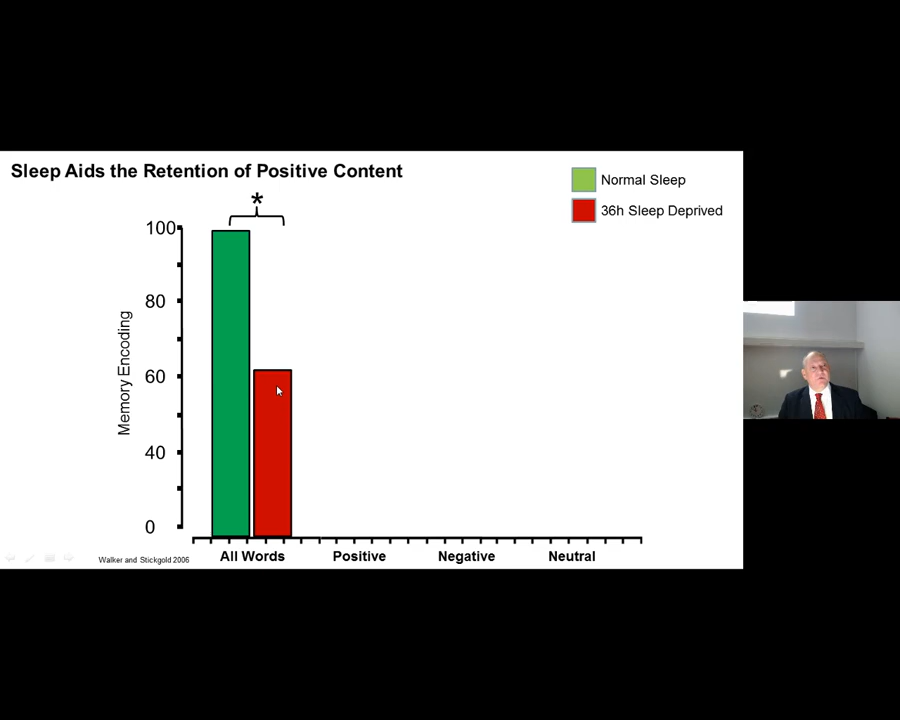 Sleep Aids the Retention of Positive Content
Normal Sleep
36h Sleep Deprived
*
100
80
60
40
0
Memory Encoding
All Words
Positive
Negative
Neutral
Walker and Stickgold 2006